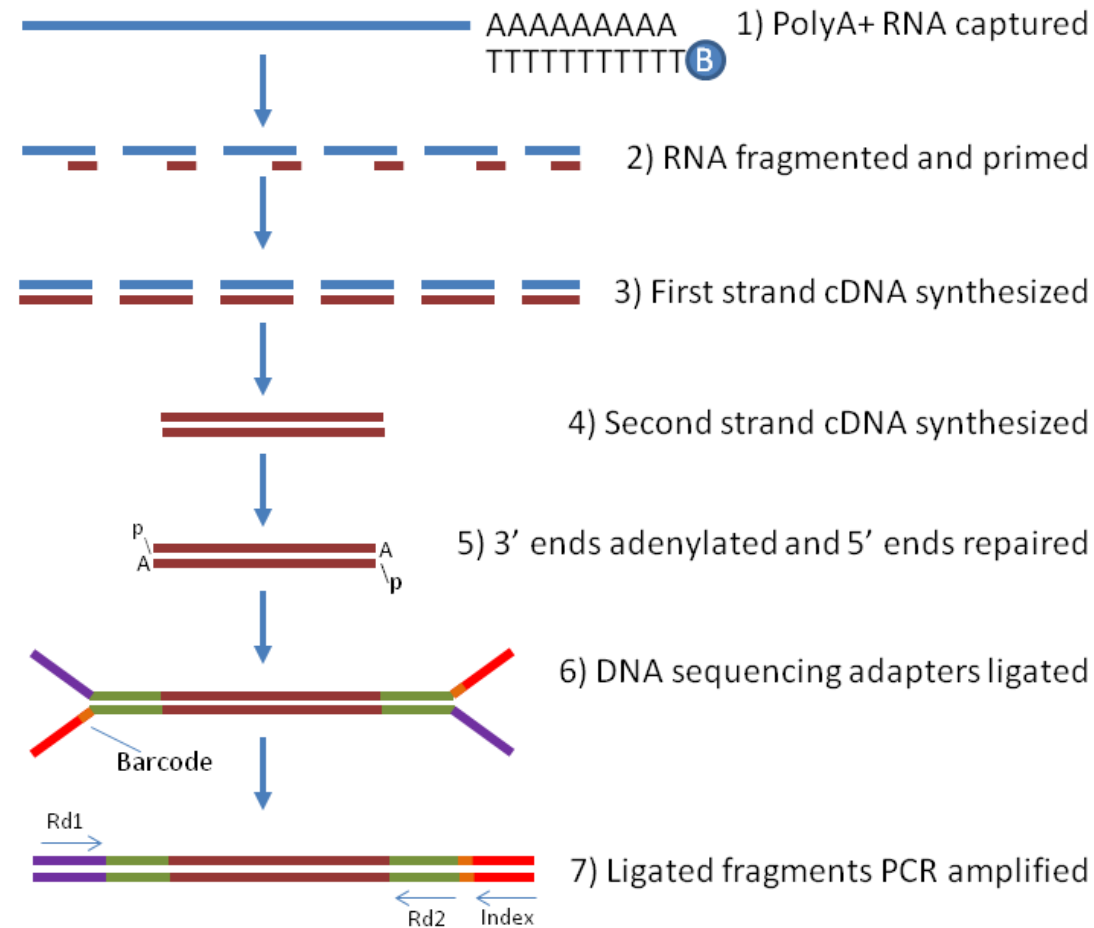 AAAAAAAAA 1) PolyA+ RNA captured
TTTTTTTTTTT B
2) RNA fragmented and primed
3) First strand cDNA synthesized
4) Second strand cDNA synthesized
p
A 5) 3’ ends adenylated and 5’ ends repaired
A
p
6) DNA sequencing adapters ligated
Barcode
Rd1
7) Ligated fragments PCR amplified
Rd2 Index